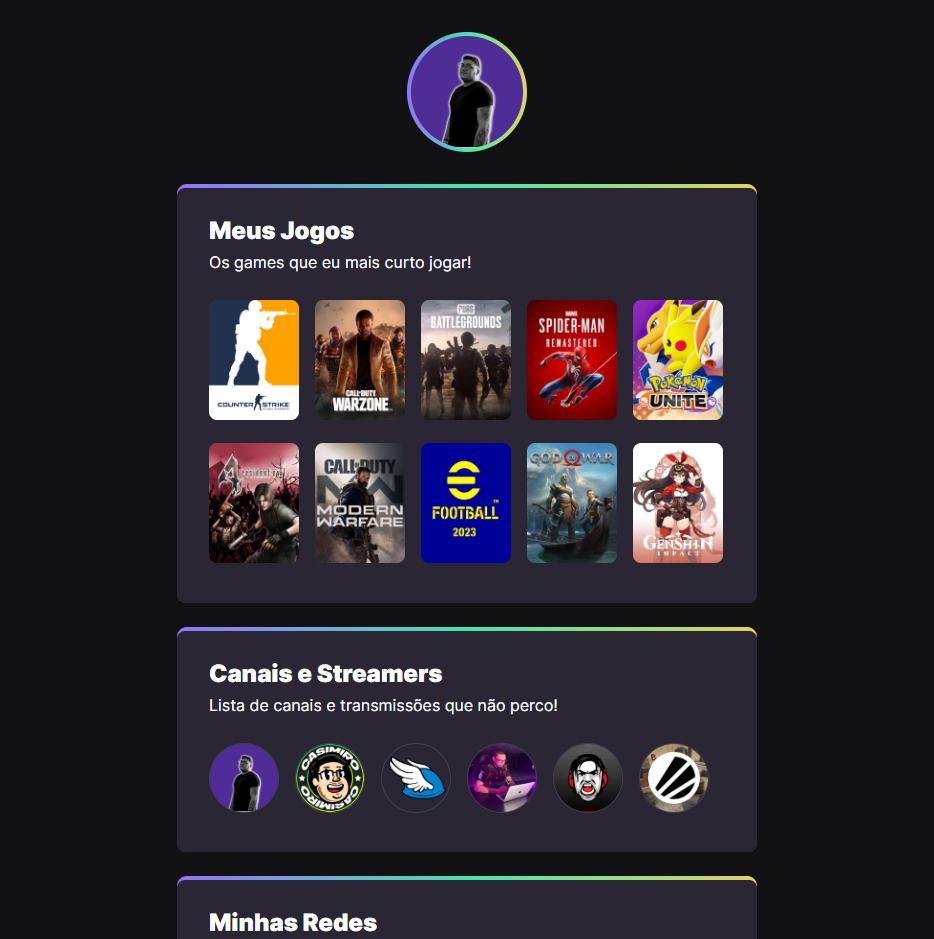 Meus Jogos
Os games que eu mais curto jogar!
COUNTER STRIKE
CALL OF DUTY
WARZONE
PUBG
BATTLEGROUNDS
MARVEL
SPIDER-MAN
REMASTERED
POKÉMON
UNITE
resident evil
4
CALL OF DUTY
MW
MODERN
WARFARE
FOOTBALL™
2023
GOD OF WAR
GENSHIN
IMPACT
Canais e Streamers
Lista de canais e transmissões que não perco!
CASIMIRO
CASIMIRO
Minhas Redes